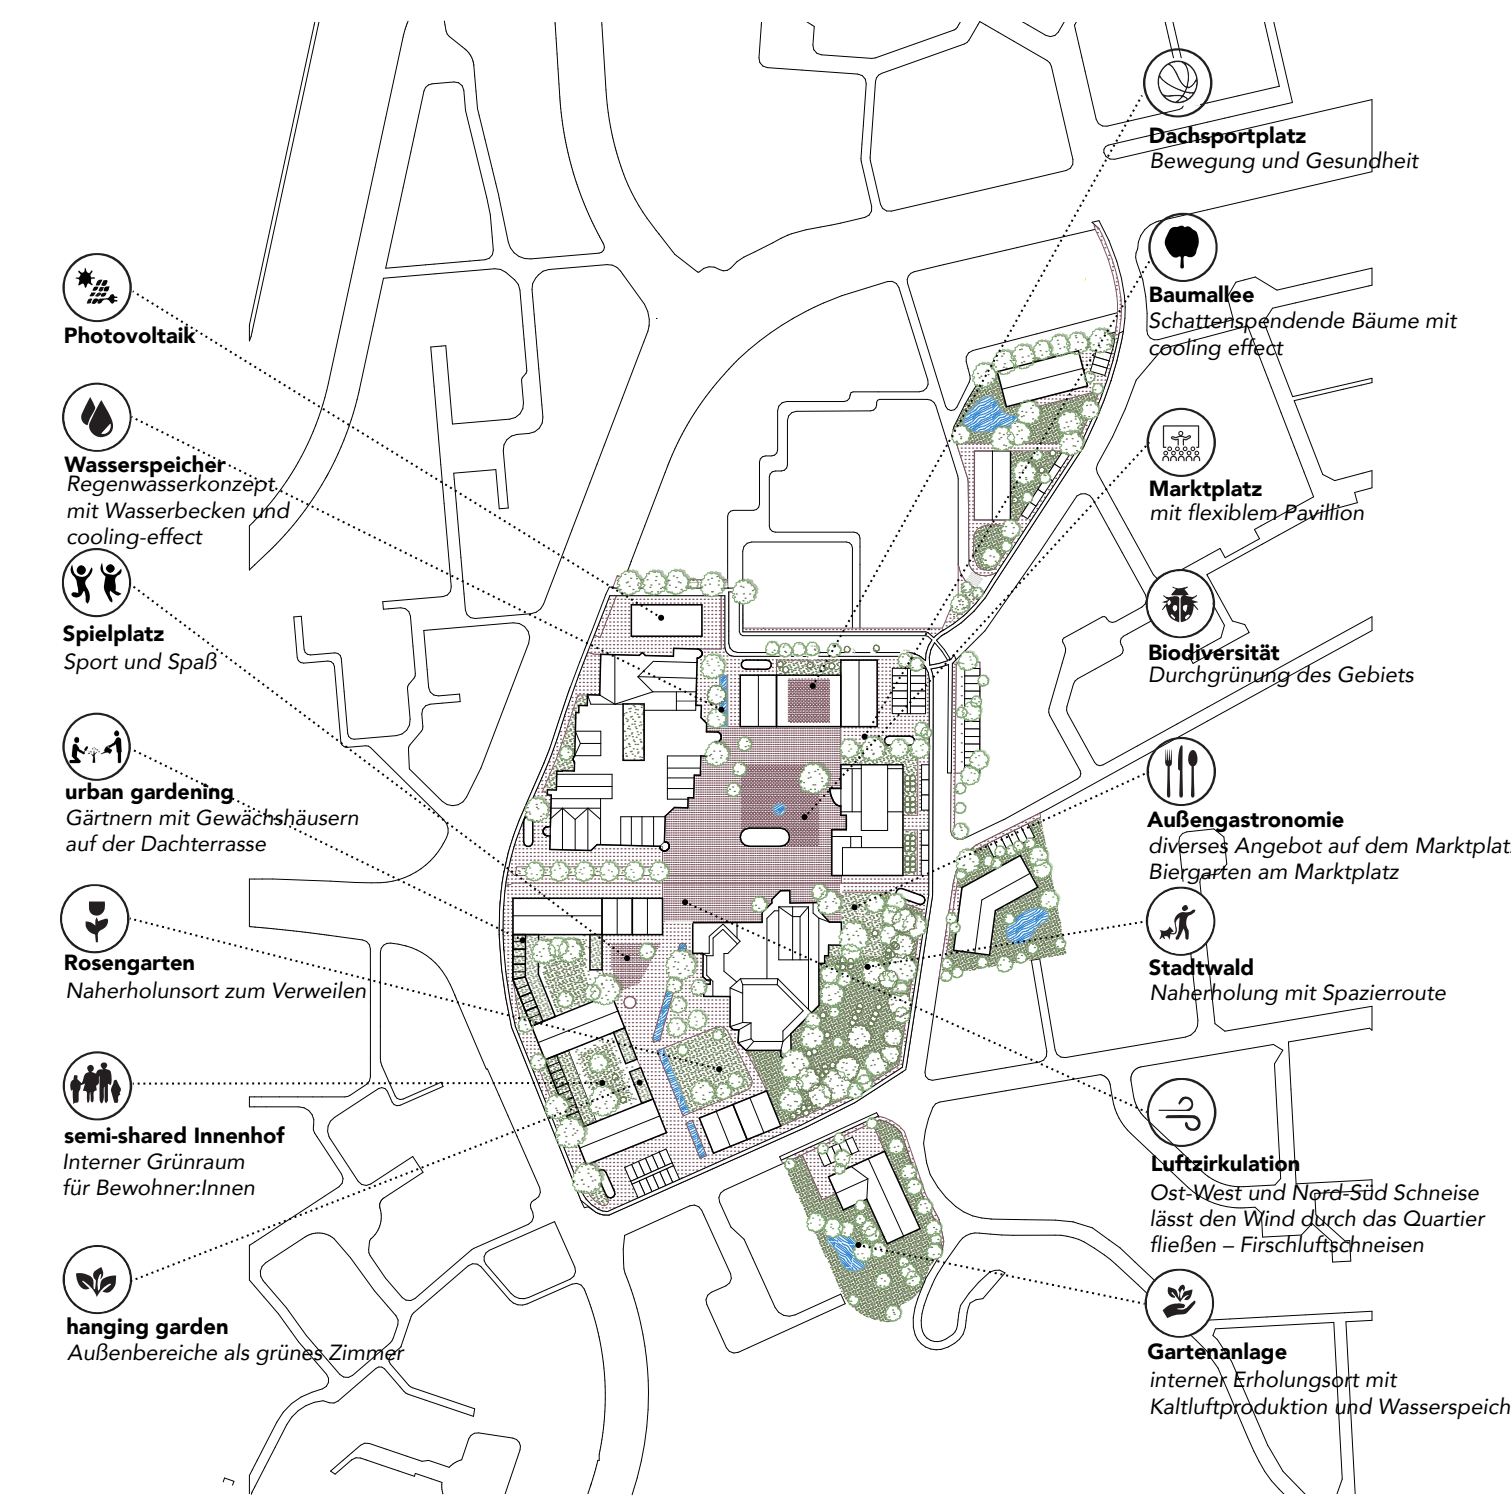 Photovoltaik
Wasserspeicher
Regenwasserkonzept
mit Wasserbecken und
cooling-effect
Spielplatz
Sport und Spaß
urban gardening
Gärtnern mit Gewächshäusern
auf der Dachterrasse
Rosengarten
Naherholunsort zum Verweilen
semi-shared Innenhof
Interner Grünraum
für Bewohner:Innen
hanging garden
Außenbereiche als grünes Zimmer
Dachsportplatz
Bewegung und Gesundheit
Baumallee
Schattenspendende Bäume mit
cooling effect
Marktplatz
mit flexiblem Pavillion
Biodiversität
Durchgrünung des Gebiets
Außengastronomie
diverses Angebot auf dem Marktplat
Biergarten am Marktplatz
Stadtwald
Naherholung mit Spazierroute
Luftzirkulation
Ost-West und Nord-Süd Schneise
lässt den Wind durch das Quartier
fließen – Firschluftschneisen
Gartenanlage
interner Erholungsort mit
Kaltluftproduktion und Wasserspeich